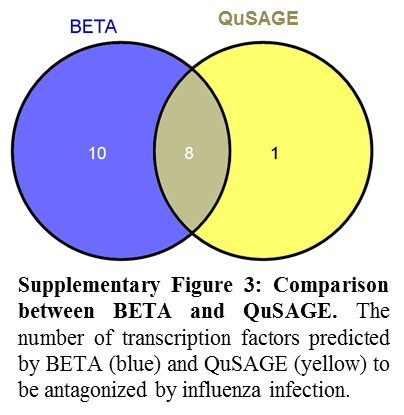 BETA
QuSAGE
10
8
1
Supplementary Figure 3: Comparison
between BETA and QuSAGE. The
number of transcription factors predicted
by BETA (blue) and QuSAGE (yellow) to
be antagonized by influenza infection.